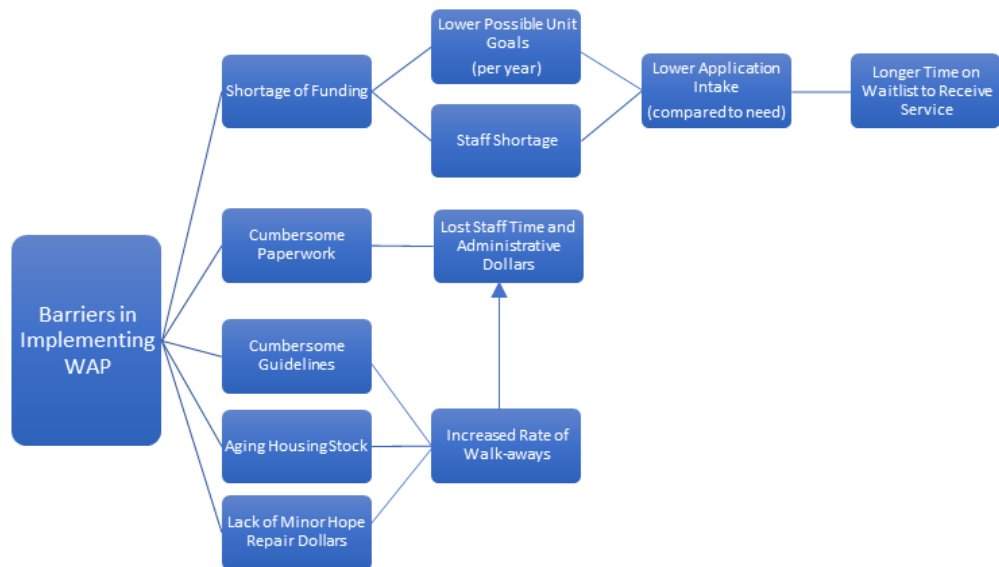 Barriers in
Implementing
WAP
Shortage of Funding
Lower Possible Unit
Goals
(per year)
Staff Shortage
Lower Application
Intake
(compared to need)
Longer Time on
Waitlist to Receive
Service
Cumbersome
Paperwork
Lost Staff Time and
Administrative
Dollars
Cumbersome
Guidelines
Aging Housing Stock
Lack of Minor Hope
Repair Dollars
Increased Rate of
Walk-aways